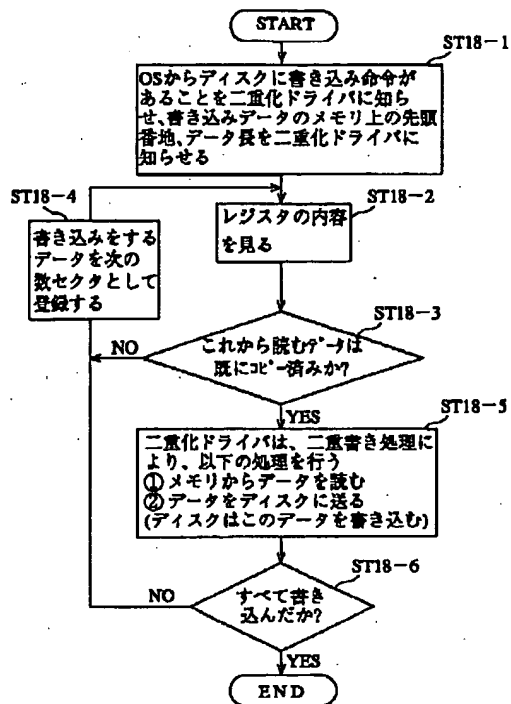 START
ST18-1
OSからディスクに書き込み命令が
あることを二重化ドライバに知ら
せ、書き込みデータのメモリ上の先頭
番地、データ長を二重化ドライバに
知らせる
ST18-4
ST18-2
書き込みをする
データを次の
数セクタとして
登録する
レジスタの内容
を見る
ST18-3
NO
これから読むデータは
既にコピー済みか?
YES
ST18-5
二重化ドライバは、二重書き処理に
より、以下の処理を行う
①メモリからデータを読む
②データをディスクに送る
(ディスクはこのデータを書き込む)
ST18-6
NO
すべて書き
込んだか?
YES
END